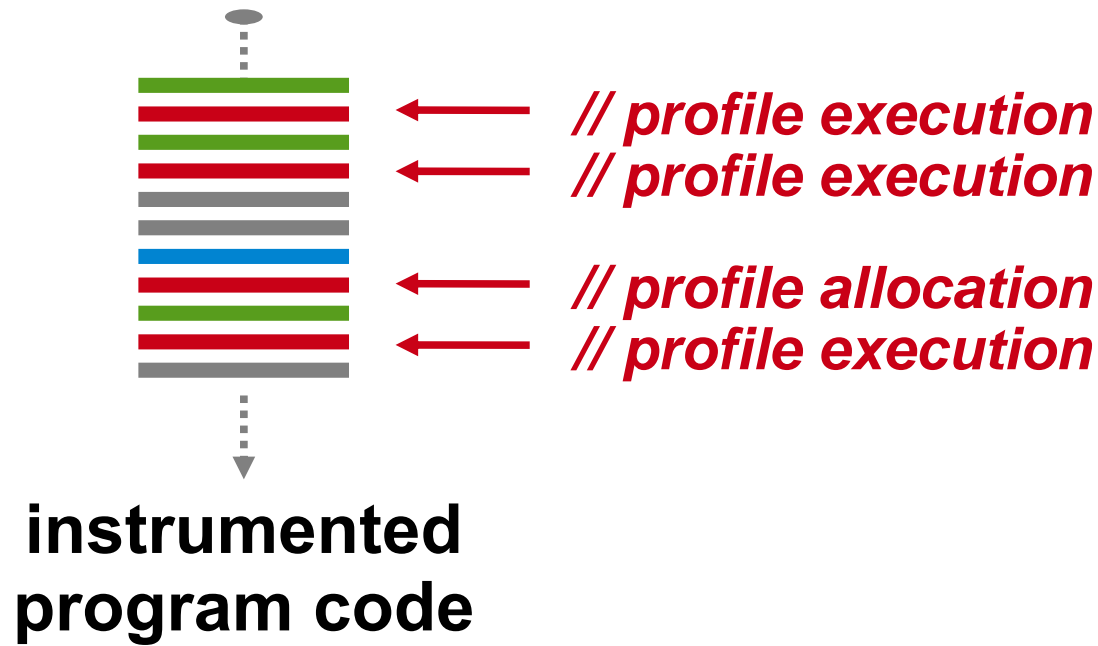 // profile execution
// profile execution
// profile allocation
// profile execution
instrumented
program code